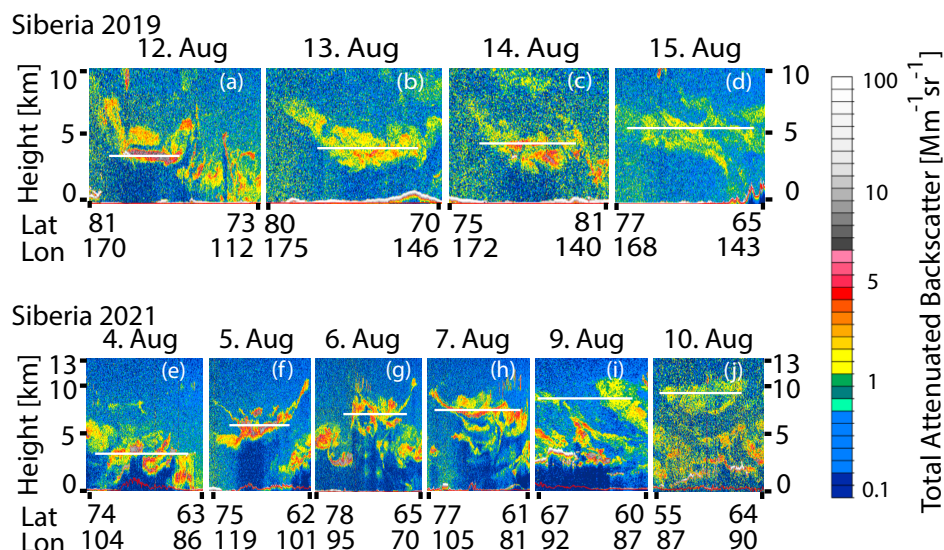 Siberia 2019
12. Aug 13. Aug 14. Aug 15. Aug
Height [km]
10 5 0
(a) (b) (c) (d)
10 5 0
Lat 81 73 80 70 75 81 77 65
Lon 170 112 175 146 172 140 168 143
Siberia 2021
4. Aug 5. Aug 6. Aug 7. Aug 9. Aug 10. Aug
Height [km]
13 10 5 0
(e) (f) (g) (h) (i) (j)
13 10 5 0
Lat 74 63 75 62 78 65 77 61 67 60 55 64
Lon 104 86 119 101 95 70 105 81 92 87 87 90
100
10
5
1
0.1
Total Attenuated Backscatter [Mm⁻¹sr⁻¹]